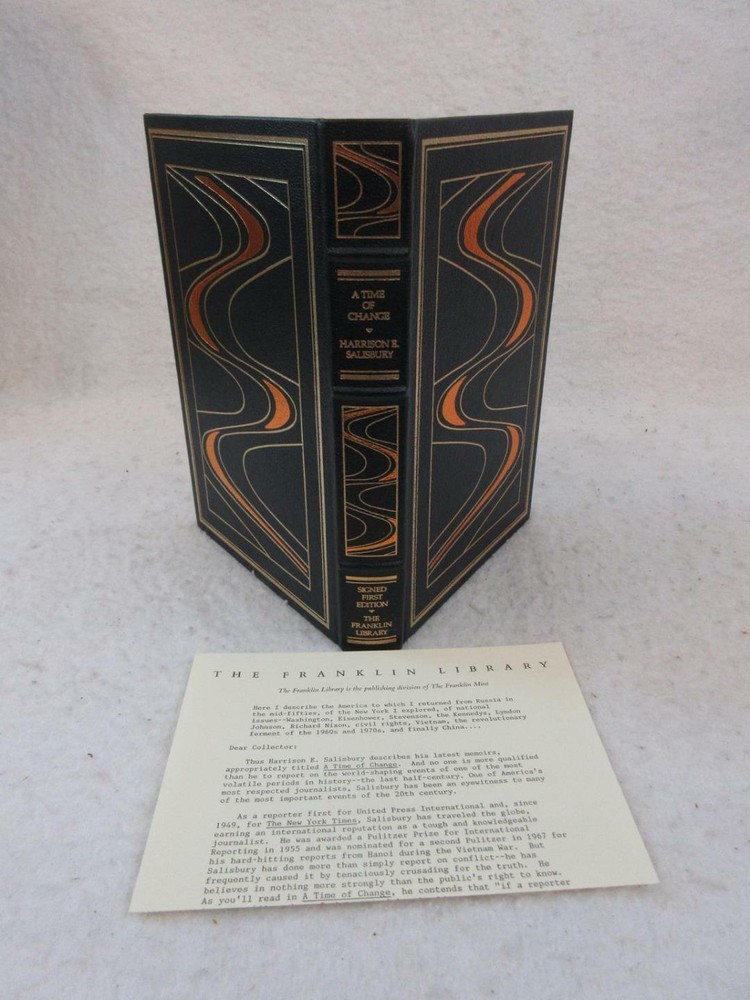 A TIME
OF
CHANGE
HARRISON E.
SALISBURY
SIGNED
FIRST
EDITION
THE
FRANKLIN
LIBRARY
THE FRANKLIN LIBRARY
The Franklin Library is the publishing division of The Franklin Mint
Here I describe the America to which I returned from Russia in
the mid-fifties, of the New York I explored, of national
issues--Washington, Eisenhower, Stevenson, the Kennedys, Lyndon
Johnson, Richard Nixon, civil rights, Vietnam, the revolutionary
ferment of the 1960s and 1970s, and finally China....
Dear Collector:
Thus Harrison E. Salisbury describes his latest memoirs,
appropriately titled A Time of Change. And no one is more qualified
than he to report on the world-shaping events of one of the most
volatile periods in history--the last half-century. One of America's
most respected journalists, Salisbury has been an eyewitness to many
of the most important events of the 20th century.
As a reporter first for United Press International and, since
1949, for The New York Times, Salisbury has traveled the globe,
earning an international reputation as a tough and knowledgeable
journalist. He was awarded a Pulitzer Prize for International
Reporting in 1955 and was nominated for a second Pulitzer in 1967 for
his hard-hitting reports from Hanoi during the Vietnam War. But
Salisbury has done more than simply report on conflict--he has
frequently caused it by tenaciously crusading for the truth. He
believes in nothing more strongly than the public's right to know.
As you'll read in A Time of Change, he contends that "if a reporter